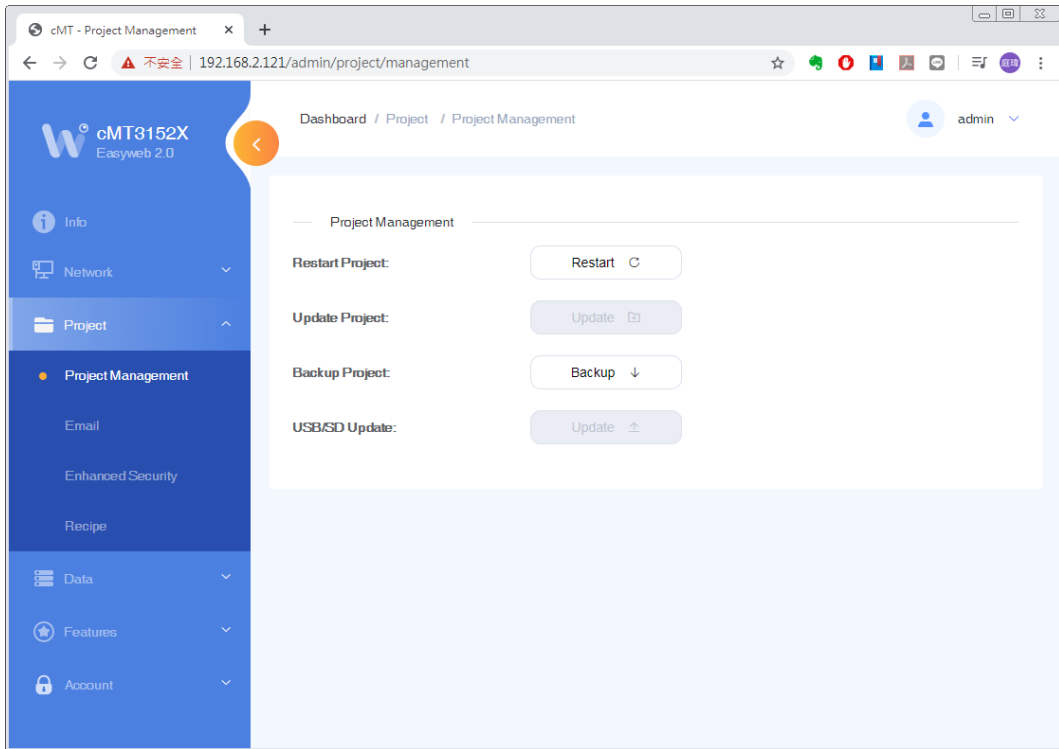 cMT - Project Management
不安全 192.168.2.121/admin/project/management
庭瑋
cMT3152X
Easyweb 2.0
Dashboard / Project / Project Management
admin
Info
Network
Project
Project Management
Email
Enhanced Security
Recipe
Data
Features
Account
Project Management
Restart Project: Restart
Update Project: Update
Backup Project: Backup
USB/SD Update: Update